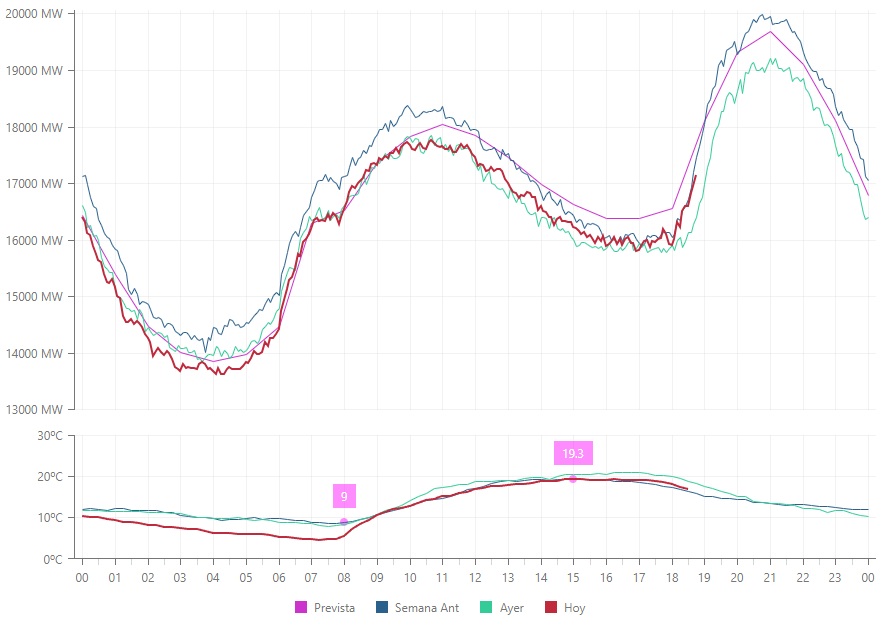 20000 MW
19000 MW
18000 MW
17000 MW
16000 MW
15000 MW
14000 MW
13000 MW
30ºC
20ºC
10ºC
0ºC
19.3
9
00 01 02 03 04 05 06 07 08 09 10 11 12 13 14 15 16 17 18 19 20 21 22 23 00
Prevista Semana Ant Ayer Hoy